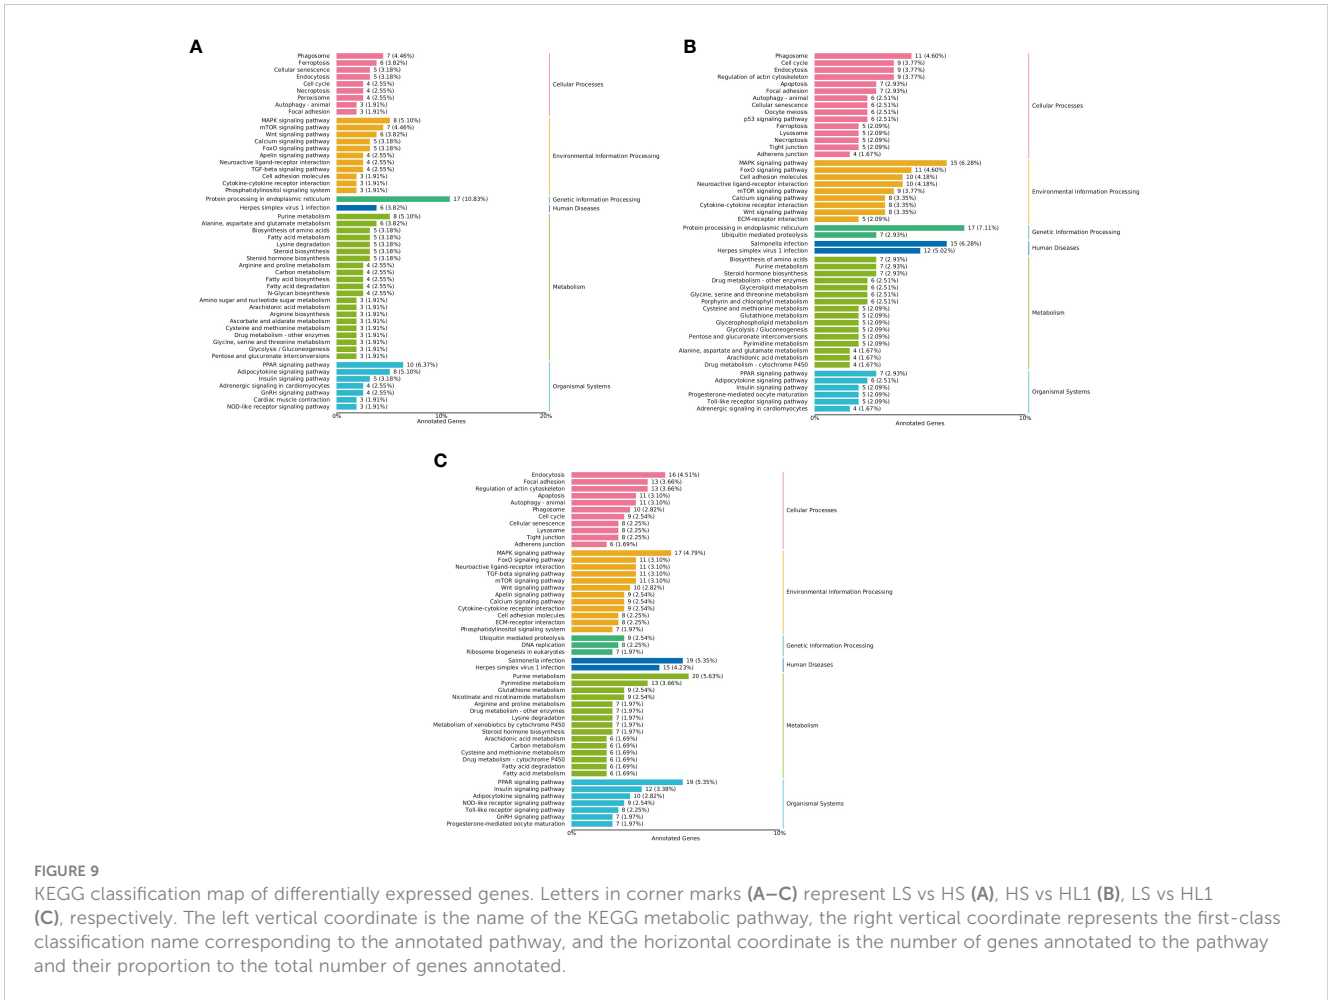 A
Phagosome 7 (4.46%)
Ferroptosis 6 (3.82%)
Cellular senescence 5 (3.18%)
Endocytosis 5 (3.18%)
Cell cycle 4 (2.55%)
Necroptosis 4 (2.55%)
Peroxisome 4 (2.55%)
Autophagy - animal 3 (1.91%)
Focal adhesion 3 (1.91%)
Cellular Processes
MAPK signaling pathway 8 (5.10%)
mTOR signaling pathway 7 (4.46%)
Wnt signaling pathway 6 (3.82%)
Calcium signaling pathway 5 (3.18%)
FoxO signaling pathway 5 (3.18%)
Apelin signaling pathway 4 (2.55%)
Neuroactive ligand-receptor interaction 4 (2.55%)
TGF-beta signaling pathway 4 (2.55%)
Cell adhesion molecules 3 (1.91%)
Cytokine-cytokine receptor interaction 3 (1.91%)
Phosphatidylinositol signaling system 3 (1.91%)
Environmental Information Processing
Protein processing in endoplasmic reticulum 17 (10.83%)
Genetic Information Processing
Herpes simplex virus 1 infection 6 (3.82%)
Human Diseases
Purine metabolism 8 (5.10%)
Alanine, aspartate and glutamate metabolism 6 (3.82%)
Biosynthesis of amino acids 5 (3.18%)
Fatty acid metabolism 5 (3.18%)
Lysine degradation 5 (3.18%)
Steroid biosynthesis 5 (3.18%)
Steroid hormone biosynthesis 5 (3.18%)
Arginine and proline metabolism 4 (2.55%)
Carbon metabolism 4 (2.55%)
Fatty acid biosynthesis 4 (2.55%)
Fatty acid degradation 4 (2.55%)
N-Glycan biosynthesis 4 (2.55%)
Amino sugar and nucleotide sugar metabolism 3 (1.91%)
Arachidonic acid metabolism 3 (1.91%)
Arginine biosynthesis 3 (1.91%)
Ascorbate and aldarate metabolism 3 (1.91%)
Cysteine and methionine metabolism 3 (1.91%)
Drug metabolism - other enzymes 3 (1.91%)
Glycine, serine and threonine metabolism 3 (1.91%)
Glycolysis / Gluconeogenesis 3 (1.91%)
Pentose and glucuronate interconversions 3 (1.91%)
Metabolism
PPAR signaling pathway 10 (6.37%)
Adipocytokine signaling pathway 8 (5.10%)
Insulin signaling pathway 5 (3.18%)
Adrenergic signaling in cardiomyocytes 4 (2.55%)
GnRH signaling pathway 4 (2.55%)
Cardiac muscle contraction 3 (1.91%)
NOD-like receptor signaling pathway 3 (1.91%)
Organismal Systems
0% 10% 20%
Annotated Genes
B
Phagosome 11 (4.60%)
Cell cycle 9 (3.77%)
Endocytosis 9 (3.77%)
Regulation of actin cytoskeleton 9 (3.77%)
Apoptosis 7 (2.93%)
Focal adhesion 7 (2.93%)
Autophagy - animal 6 (2.51%)
Cellular senescence 6 (2.51%)
Oocyte meiosis 6 (2.51%)
p53 signaling pathway 6 (2.51%)
Ferroptosis 5 (2.09%)
Lysosome 5 (2.09%)
Necroptosis 5 (2.09%)
Tight junction 5 (2.09%)
Adherens junction 4 (1.67%)
Cellular Processes
MAPK signaling pathway 15 (6.28%)
FoxO signaling pathway 11 (4.60%)
Cell adhesion molecules 10 (4.18%)
Neuroactive ligand-receptor interaction 10 (4.18%)
mTOR signaling pathway 9 (3.77%)
Calcium signaling pathway 8 (3.35%)
Cytokine-cytokine receptor interaction 8 (3.35%)
Wnt signaling pathway 8 (3.35%)
ECM-receptor interaction 5 (2.09%)
Environmental Information Processing
Protein processing in endoplasmic reticulum 17 (7.11%)
Ubiquitin mediated proteolysis 7 (2.93%)
Genetic Information Processing
Salmonella infection 15 (6.28%)
Herpes simplex virus 1 infection 12 (5.02%)
Human Diseases
Biosynthesis of amino acids 7 (2.93%)
Purine metabolism 7 (2.93%)
Steroid hormone biosynthesis 7 (2.93%)
Drug metabolism - other enzymes 6 (2.51%)
Glycerolipid metabolism 6 (2.51%)
Glycine, serine and threonine metabolism 6 (2.51%)
Porphyrin and chlorophyll metabolism 6 (2.51%)
Cysteine and methionine metabolism 5 (2.09%)
Glutathione metabolism 5 (2.09%)
Glycerophospholipid metabolism 5 (2.09%)
Glycolysis / Gluconeogenesis 5 (2.09%)
Pentose and glucuronate interconversions 5 (2.09%)
Pyrimidine metabolism 5 (2.09%)
Alanine, aspartate and glutamate metabolism 4 (1.67%)
Arachidonic acid metabolism 4 (1.67%)
Drug metabolism - cytochrome P450 4 (1.67%)
Metabolism
PPAR signaling pathway 7 (2.93%)
Adipocytokine signaling pathway 6 (2.51%)
Insulin signaling pathway 5 (2.09%)
Progesterone-mediated oocyte maturation 5 (2.09%)
Toll-like receptor signaling pathway 5 (2.09%)
Adrenergic signaling in cardiomyocytes 4 (1.67%)
Organismal Systems
0% 10%
Annotated Genes
C
Endocytosis 16 (4.51%)
Focal adhesion 13 (3.66%)
Regulation of actin cytoskeleton 13 (3.66%)
Apoptosis 11 (3.10%)
Autophagy - animal 11 (3.10%)
Phagosome 10 (2.82%)
Cell cycle 9 (2.54%)
Cellular senescence 8 (2.25%)
Lysosome 8 (2.25%)
Tight junction 8 (2.25%)
Adherens junction 6 (1.69%)
Cellular Processes
MAPK signaling pathway 17 (4.79%)
FoxO signaling pathway 11 (3.10%)
Neuroactive ligand-receptor interaction 11 (3.10%)
TGF-beta signaling pathway 11 (3.10%)
mTOR signaling pathway 11 (3.10%)
Wnt signaling pathway 10 (2.82%)
Apelin signaling pathway 9 (2.54%)
Calcium signaling pathway 9 (2.54%)
Cytokine-cytokine receptor interaction 9 (2.54%)
Cell adhesion molecules 8 (2.25%)
ECM-receptor interaction 8 (2.25%)
Phosphatidylinositol signaling system 7 (1.97%)
Environmental Information Processing
Ubiquitin mediated proteolysis 9 (2.54%)
DNA replication 8 (2.25%)
Ribosome biogenesis in eukaryotes 7 (1.97%)
Genetic Information Processing
Salmonella infection 19 (5.35%)
Herpes simplex virus 1 infection 15 (4.23%)
Human Diseases
Purine metabolism 20 (5.63%)
Pyrimidine metabolism 13 (3.66%)
Glutathione metabolism 9 (2.54%)
Nicotinate and nicotinamide metabolism 9 (2.54%)
Arginine and proline metabolism 7 (1.97%)
Drug metabolism - other enzymes 7 (1.97%)
Lysine degradation 7 (1.97%)
Metabolism of xenobiotics by cytochrome P450 7 (1.97%)
Steroid hormone biosynthesis 7 (1.97%)
Arachidonic acid metabolism 6 (1.69%)
Carbon metabolism 6 (1.69%)
Cysteine and methionine metabolism 6 (1.69%)
Drug metabolism - cytochrome P450 6 (1.69%)
Fatty acid degradation 6 (1.69%)
Fatty acid metabolism 6 (1.69%)
Metabolism
PPAR signaling pathway 19 (5.35%)
Insulin signaling pathway 12 (3.38%)
Adipocytokine signaling pathway 10 (2.82%)
NOD-like receptor signaling pathway 9 (2.54%)
Toll-like receptor signaling pathway 8 (2.25%)
GnRH signaling pathway 7 (1.97%)
Progesterone-mediated oocyte maturation 7 (1.97%)
Organismal Systems
0% 10%
Annotated Genes
FIGURE 9
KEGG classification map of differentially expressed genes. Letters in corner marks (A–C) represent LS vs HS (A), HS vs HL1 (B), LS vs HL1
(C), respectively. The left vertical coordinate is the name of the KEGG metabolic pathway, the right vertical coordinate represents the first-class
classification name corresponding to the annotated pathway, and the horizontal coordinate is the number of genes annotated to the pathway
and their proportion to the total number of genes annotated.